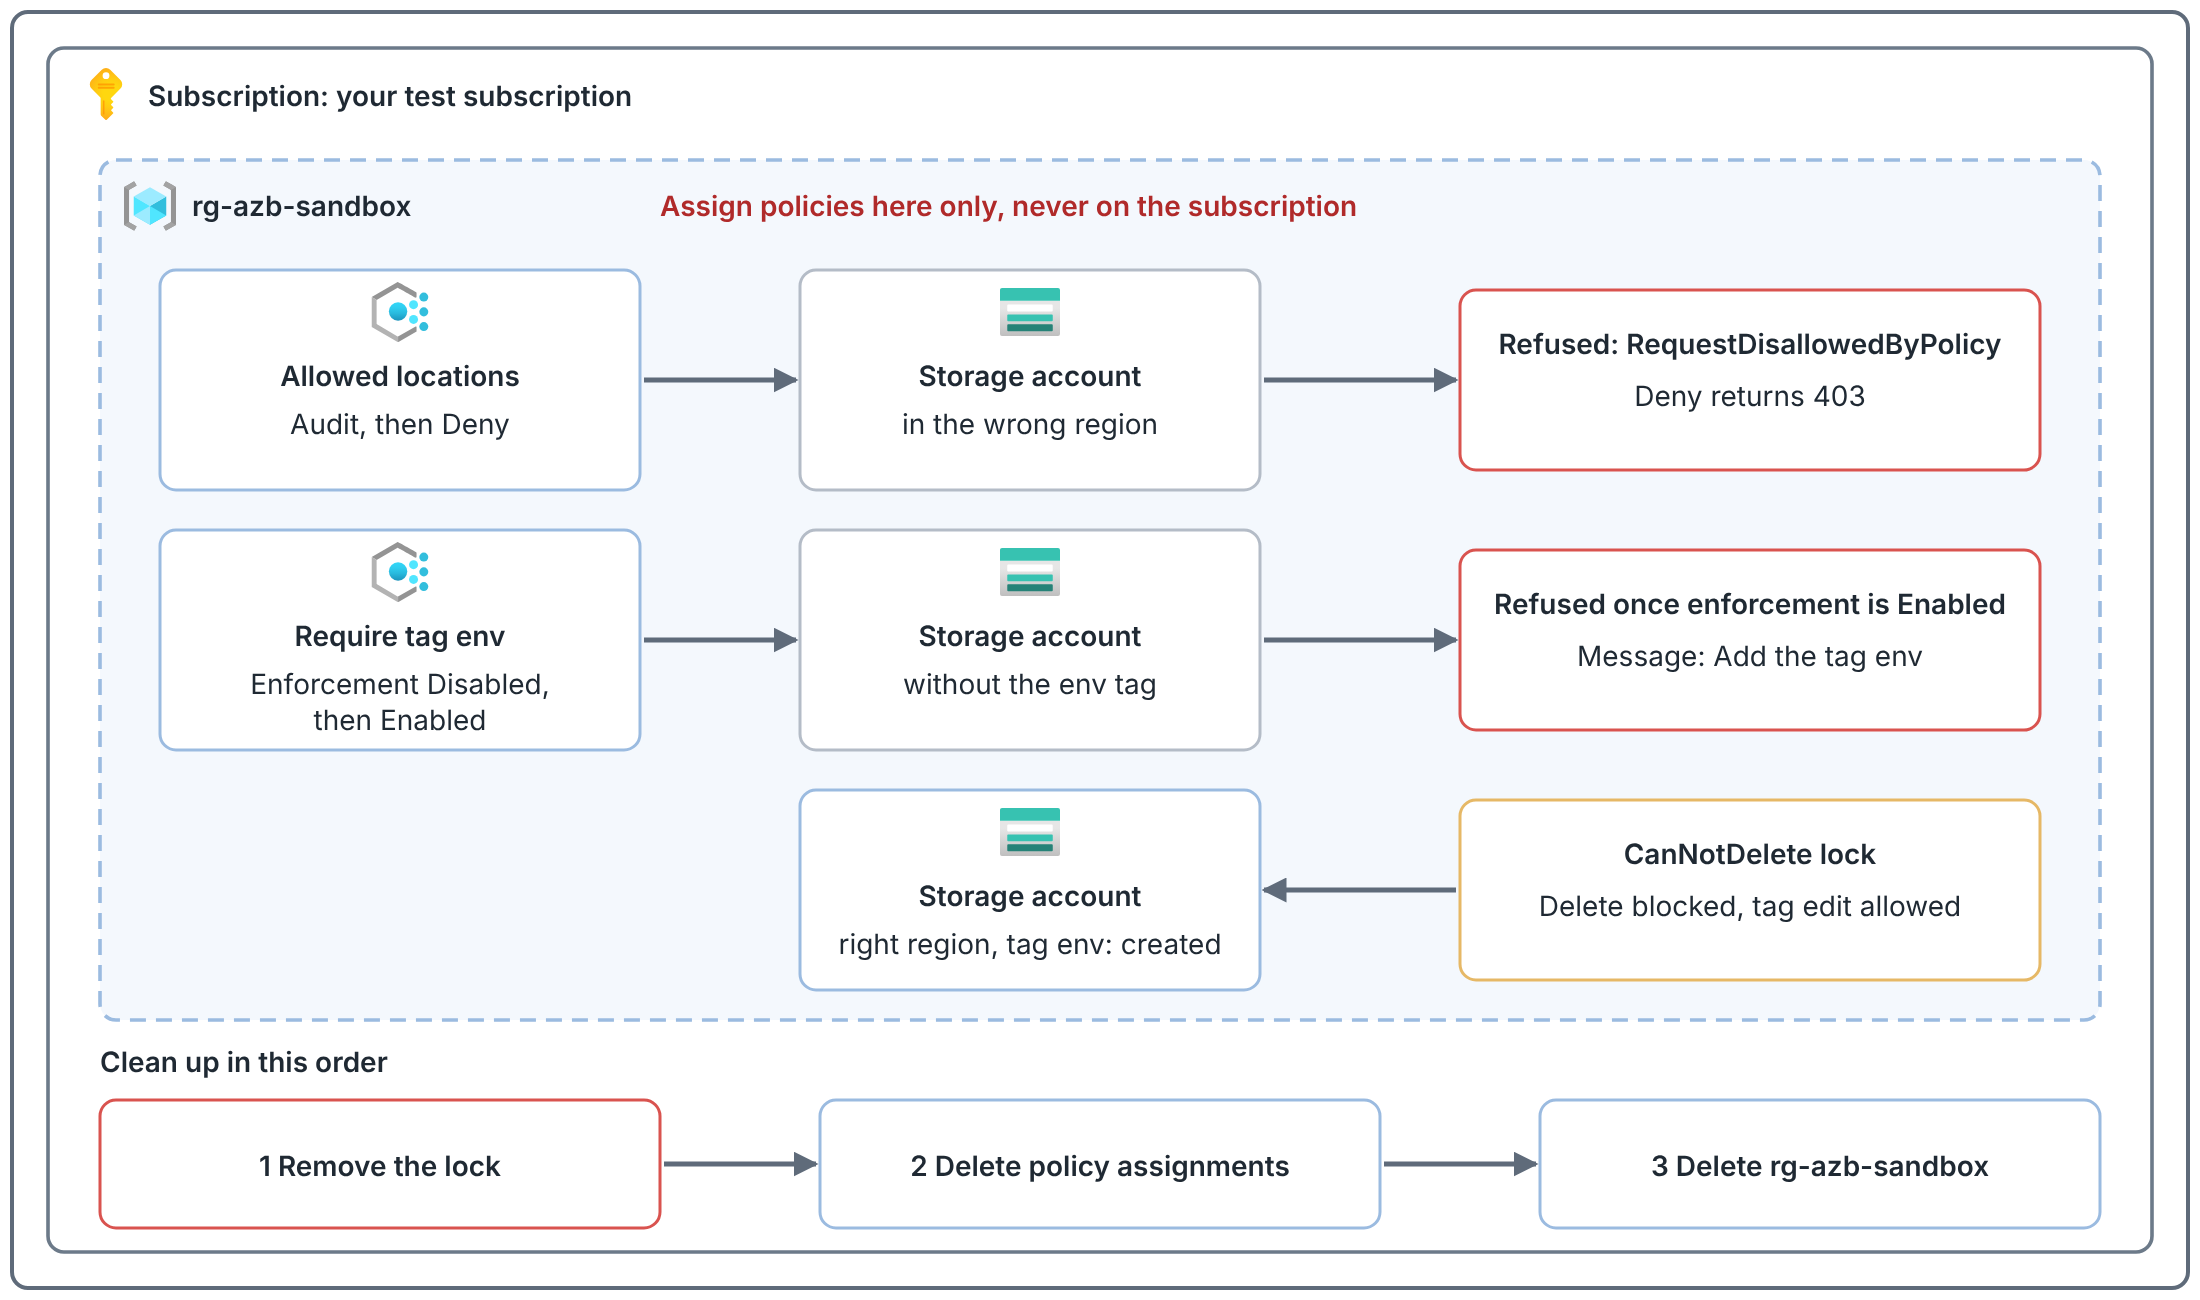 Subscription: your test subscription
rg-azb-sandbox
Assign policies here only, never on the subscription
Allowed locations
Audit, then Deny
Storage account
in the wrong region
Refused: RequestDisallowedByPolicy
Deny returns 403
Require tag env
Enforcement Disabled,
then Enabled
Storage account
without the env tag
Refused once enforcement is Enabled
Message: Add the tag env
Storage account
right region, tag env: created
CanNotDelete lock
Delete blocked, tag edit allowed
Clean up in this order
1 Remove the lock
2 Delete policy assignments
3 Delete rg-azb-sandbox